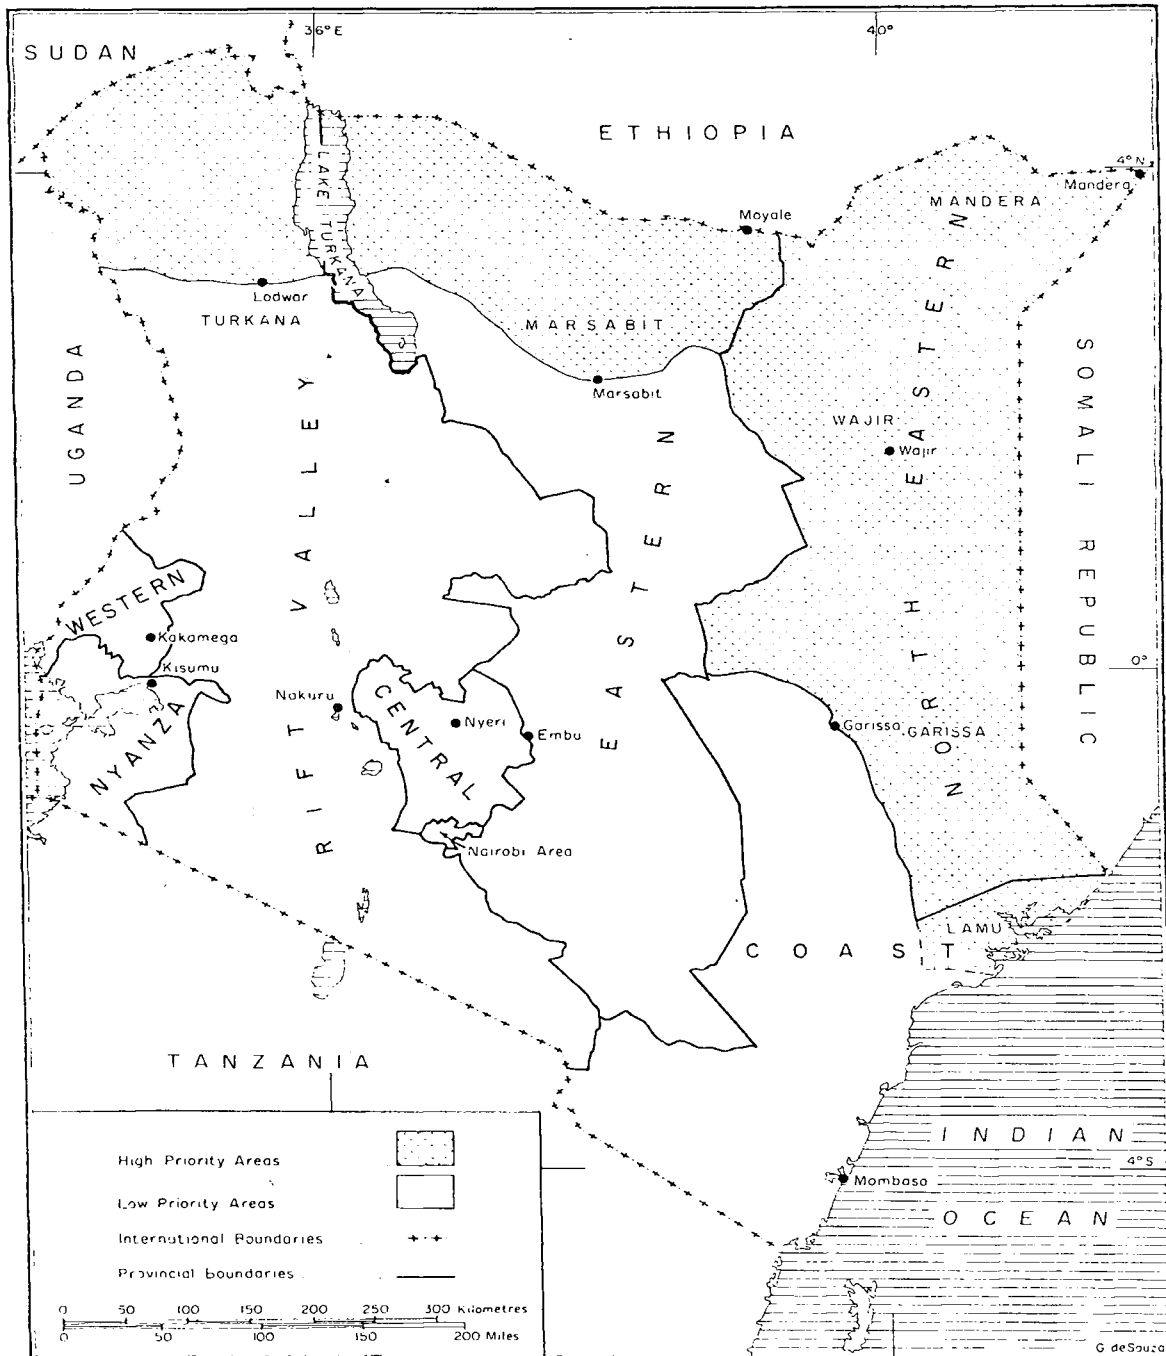 36°E
40°
SUDAN
ETHIOPIA
4°N
Mandera
MANDERA
LAKE TURKANA
Moyale
Lodwar
TURKANA
MARSABIT
Marsabit
UGANDA
RIFT VALLEY
EASTERN
NORTH EASTERN
SOMALI REPUBLIC
WAJIR
Wajir
WESTERN
Kakamega
Kisumu
0°
NYANZA
Nakuru
CENTRAL
Nyeri
Embu
Garissa
GARISSA
Nairobi Area
LAMU
COAST
TANZANIA
INDIAN
4°S
Mombasa
OCEAN
High Priority Areas
Low Priority Areas
International Boundaries
Provincial boundaries
0 50 100 150 200 250 300 Kilometres
0 100 150 200 Miles
G deSouza